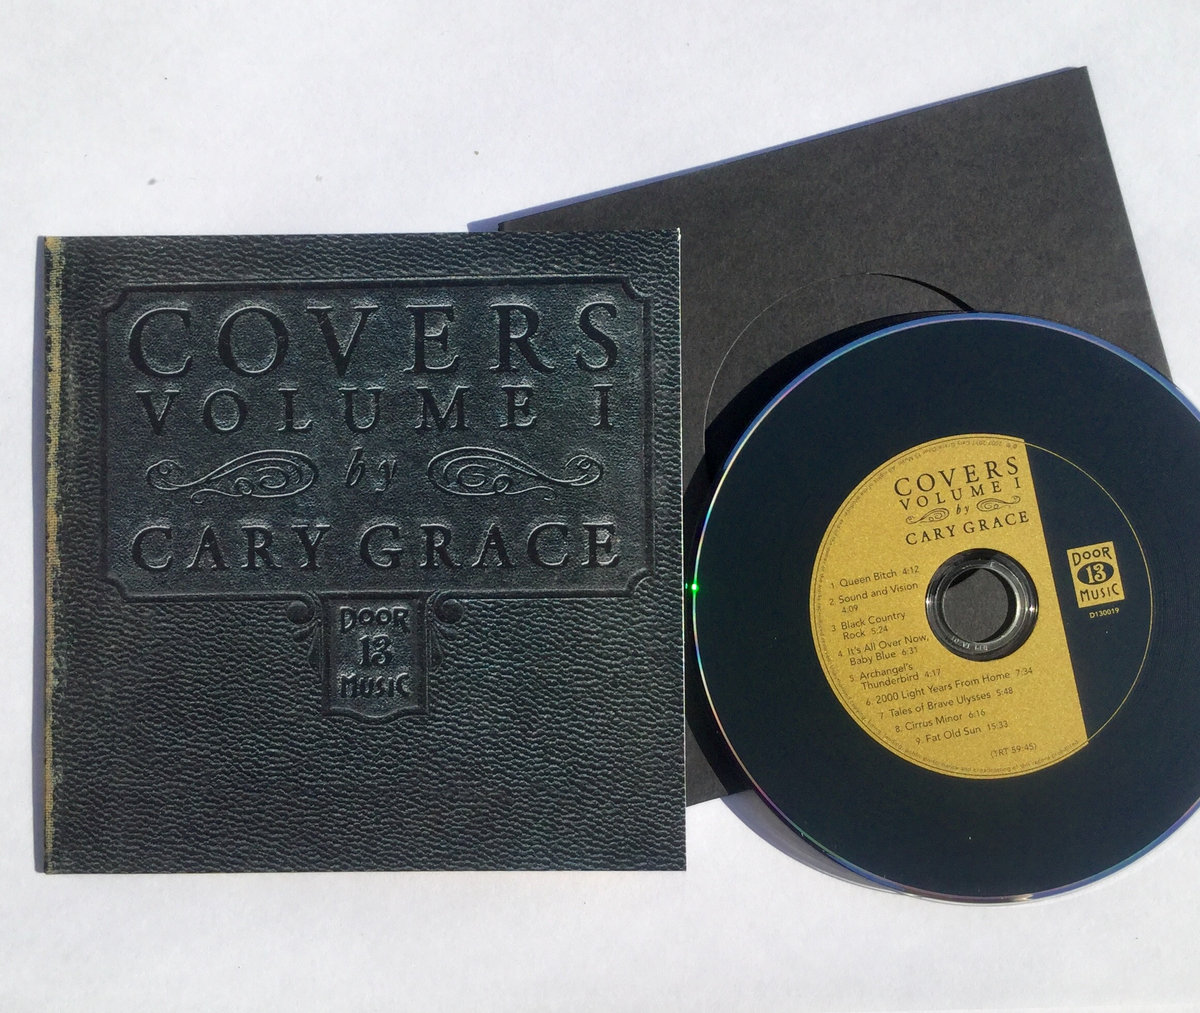 COVERS
VOLUME I
by
CARY GRACE
DOOR
13
MUSIC
COVERS
VOLUME I
by
CARY GRACE
1 Queen Bitch 4:12
2 Sound and Vision
4:09
3 Black Country
Rock 5:24
4 It's All Over Now,
Baby Blue 6:31
5 Archangel's
Thunderbird 4:17
6 2000 Light Years From Home 7:34
7 Tales of Brave Ulysses 5:48
8 Cirrus Minor 6:16
9 Fat Old Sun 15:33
(TRT 59:45)
DOOR
13
MUSIC
D130019